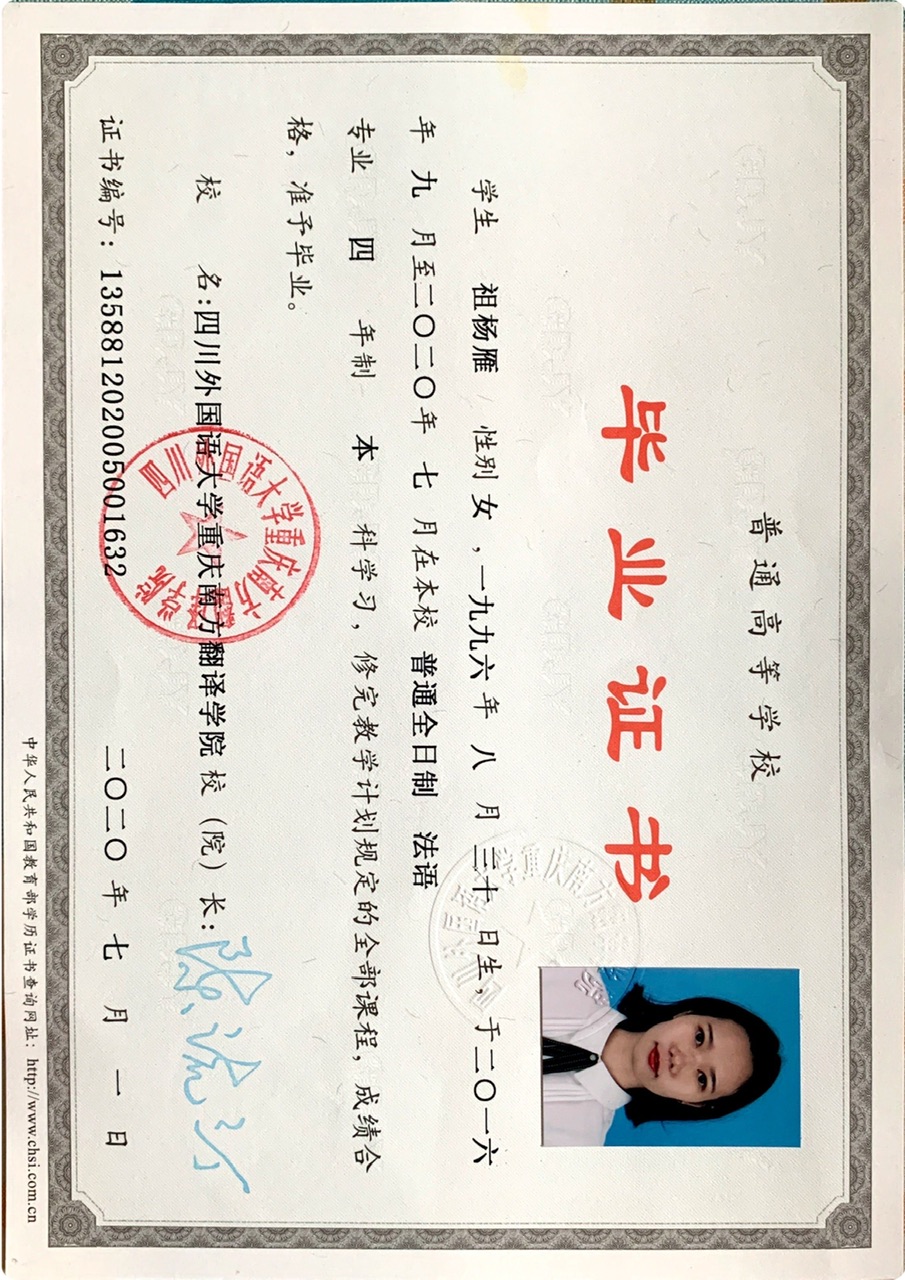 普通高等学校
毕业证书
学生 祖杨雁 性别 女，一九九六年 八 月 三十 日生，于二〇一六
年 九 月至二〇二〇年 七 月在本校 普通全日制 法语
专业 四 年制 本 科学习，修完教学计划规定的全部课程，成绩合
格，准予毕业。
校 名:四川外国语大学重庆南方翻译学院 校（院）长：
证书编号：135881202005001632 二〇二〇 年 七 月 一 日
中华人民共和国教育部学历证书查询网址：http://www.chsi.com.cn
四川外国语大学重庆南方翻译学院